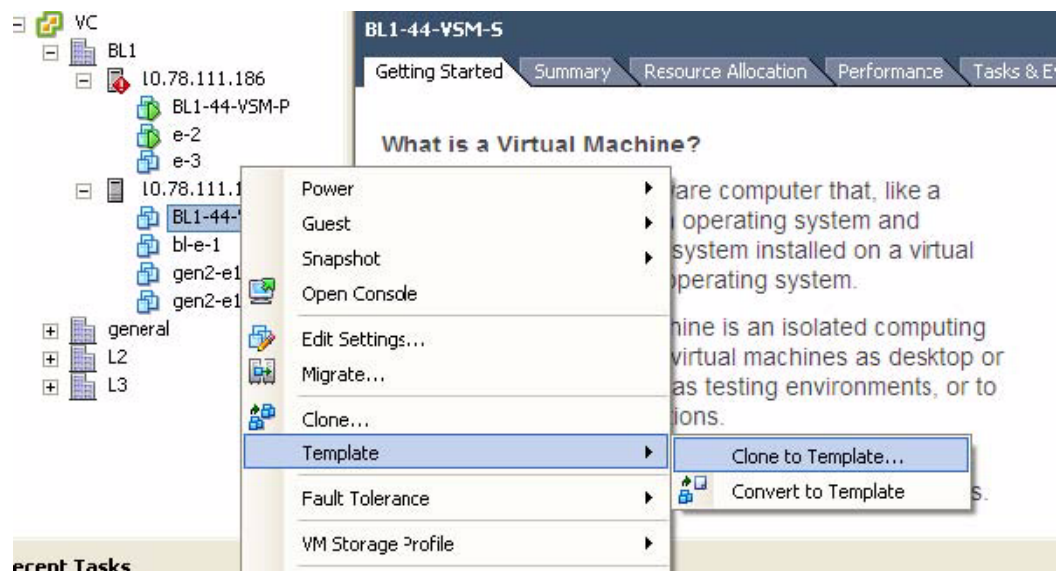 VC
BL1
10.78.111.186
BL1-44-VSM-P
e-2
e-3
10.78.111.1
BL1-44-
bl-e-1
gen2-e1
gen2-e1
general
L2
L3
BL1-44-VSM-S
Getting Started Summary Resource Allocation Performance Tasks & Ev
What is a Virtual Machine?
are computer that, like a
operating system and
system installed on a virtual
operating system.
hine is an isolated computing
virtual machines as desktop or
as testing environments, or to
ions.
s.
Power
Guest
Snapshot
Open Console
Edit Settings...
Migrate...
Clone...
Template
Fault Tolerance
VM Storage Profile
Clone to Template...
Convert to Template
ecent Tasks